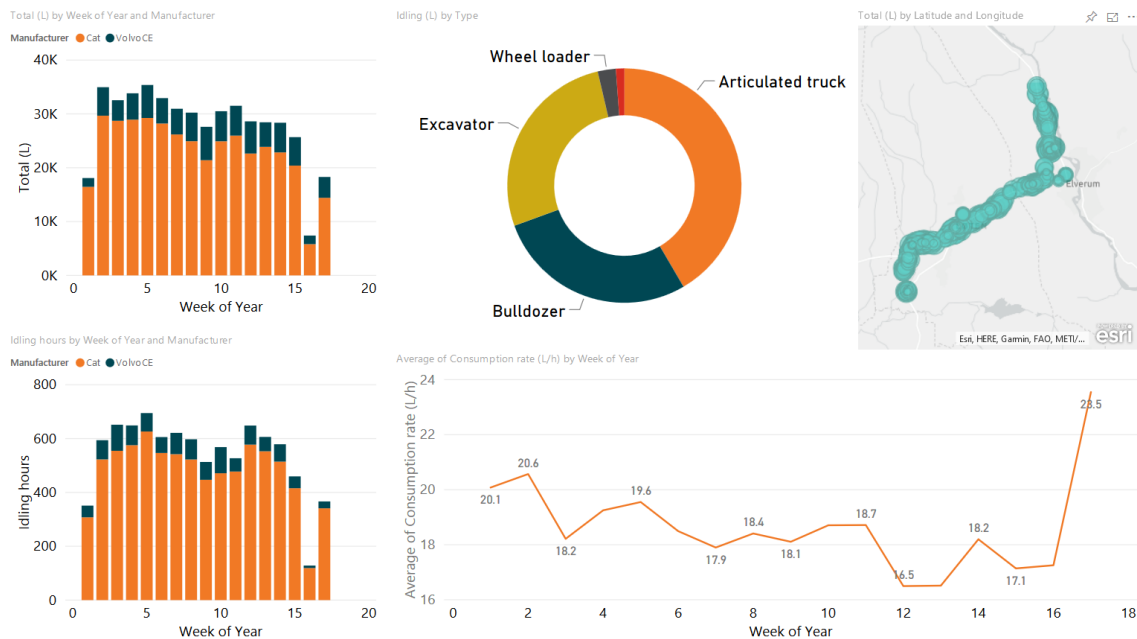 Total (L) by Week of Year and Manufacturer
Manufacturer Cat VolvoCE
40K
30K
20K
10K
0K
Total (L)
0 5 10 15 20
Week of Year
Idling (L) by Type
Wheel loader
Articulated truck
Excavator
Bulldozer
Total (L) by Latitude and Longitude
Elverum
Esri, HERE, Garmin, FAO, METI/...
esri
Idling hours by Week of Year and Manufacturer
Manufacturer Cat VolvoCE
800
600
400
200
0
Idling hours
0 5 10 15 20
Week of Year
Average of Consumption rate (L/h) by Week of Year
24
22
20
18
16
Average of Consumption rate (L/h)
20.1
20.6
18.2
19.6
17.9
18.4
18.1
18.7
16.5
18.2
17.1
23.5
0 2 4 6 8 10 12 14 16 18
Week of Year